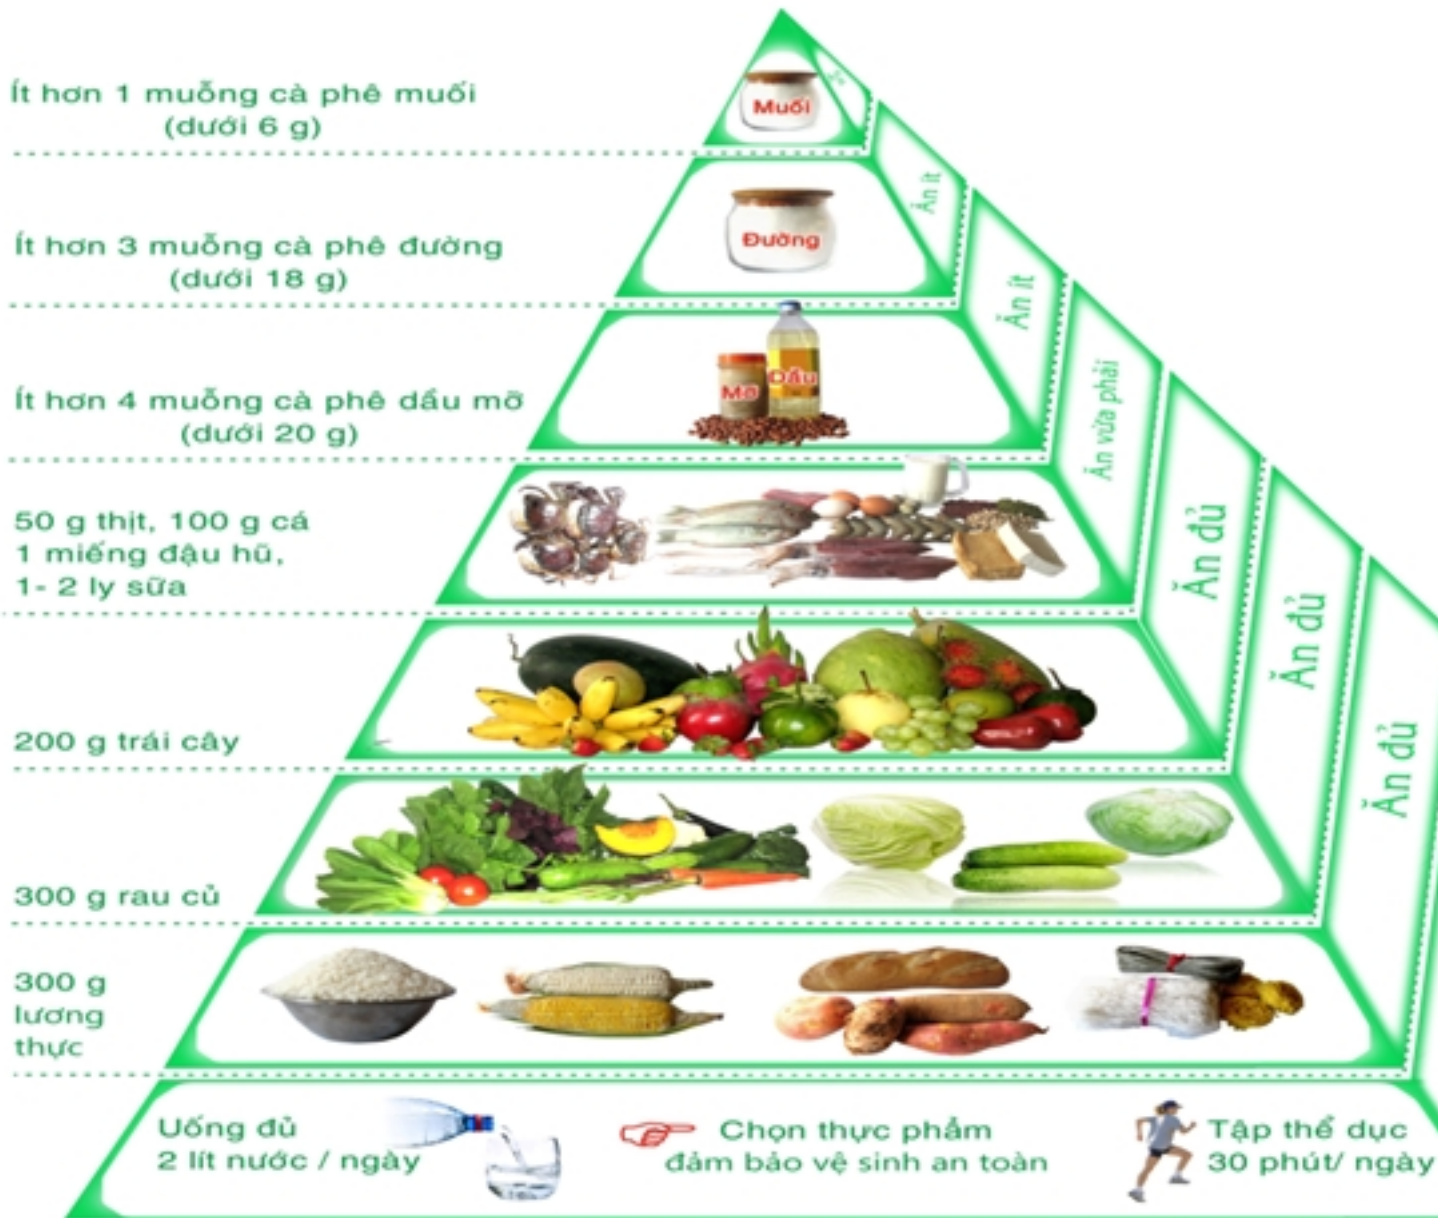 Ít hơn 1 muỗng cà phê muối
(dưới 6 g)
Muối
Ít hơn 3 muỗng cà phê đường
(dưới 18 g)
Đường
Ăn ít
Ít hơn 4 muỗng cà phê dầu mỡ
(dưới 20 g)
Mỡ
Dầu
Ăn ít
50 g thịt, 100 g cá
1 miếng đậu hũ,
1- 2 ly sữa
Ăn vừa phải
200 g trái cây
Ăn đủ
300 g rau củ
Ăn đủ
300 g
lương
thực
Ăn đủ
Uống đủ
2 lít nước / ngày
Chọn thực phẩm
đảm bảo vệ sinh an toàn
Tập thể dục
30 phút/ ngày